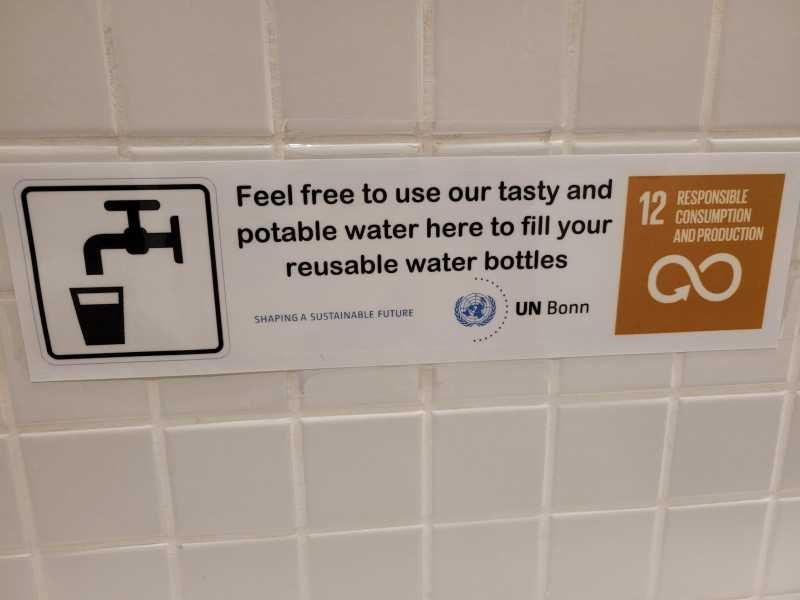 Feel free to use our tasty and
potable water here to fill your
reusable water bottles
SHAPING A SUSTAINABLE FUTURE
UN Bonn
12 RESPONSIBLE
CONSUMPTION
AND PRODUCTION